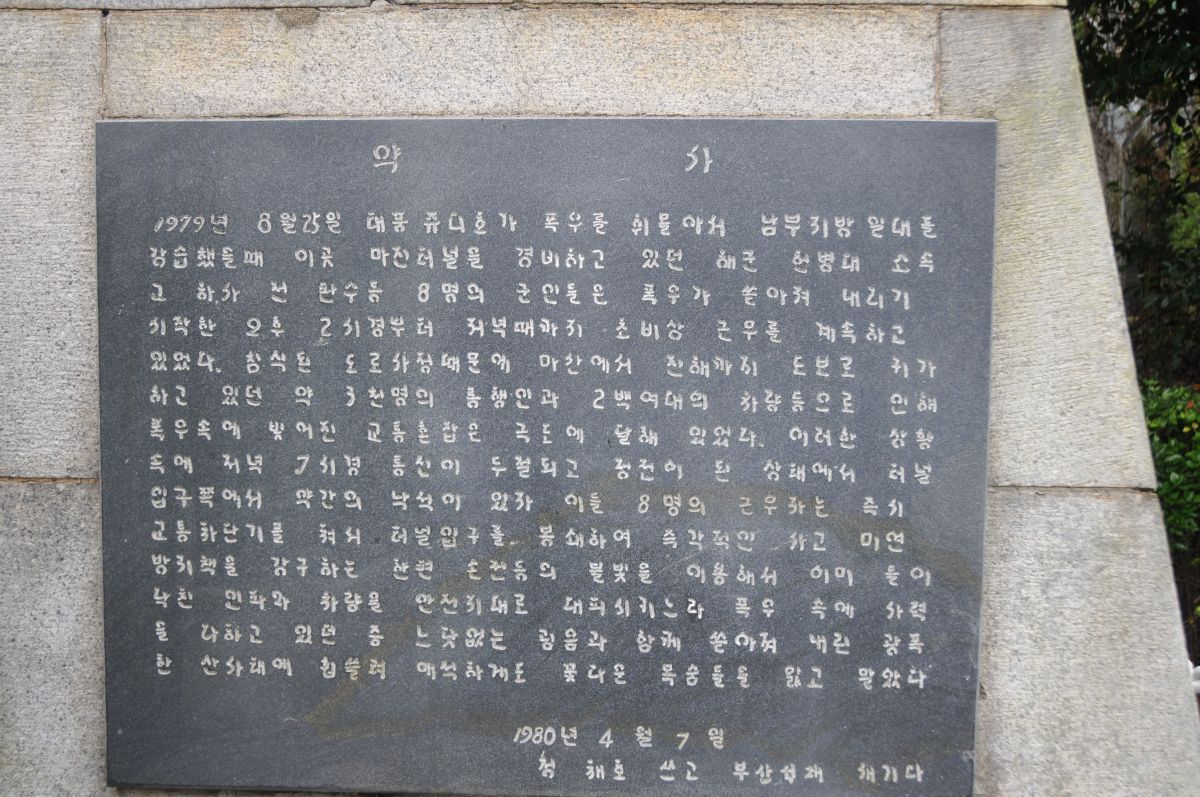 약 사
1979년 8월25일 태풍 쥬디호가 폭우를 휘몰아서 남부지방일대를
강습했을때 이곳 마진터널을 경비하고 있던 해군 헌병대 소속
고 하사 전 환수등 8명의 군인들은 폭우가 쏟아져 내리기
시작한 오후 2시경부터 저녁때까지 초비상 근무를 계속하고
있었다. 침식된 도로사정때문에 마산에서 진해까지 도보로 귀가
하고 있던 약 3천명의 통행인과 2백여대의 차량등으로 인해
폭우속에 빚어진 교통혼잡은 극도에 달해 있었다. 이러한 상황
속에 저녁 7시경 통신이 두절되고 정전이 된 상태에서 터널
입구쪽에서 약간의 낙석이 있자 이들 8명의 근무자는 즉시
교통차단기를 쳐서 터널입구를 봉쇄하여 즉각적인 사고 미연
방지책을 강구하는 한편 손전등의 불빛을 이용해서 이미 들이
닥친 인파와 차량을 안전지대로 대피시키느라 폭우 속에 사력
을 다하고 있던 중 느닷없는 굉음과 함께 쏟아져 내린 광폭
한 산사태에 휩쓸려 애석하게도 꽃다운 목숨들을 잃고 말았다
1980년 4월 7일
청 해호 쓰고 부산석재 새기다